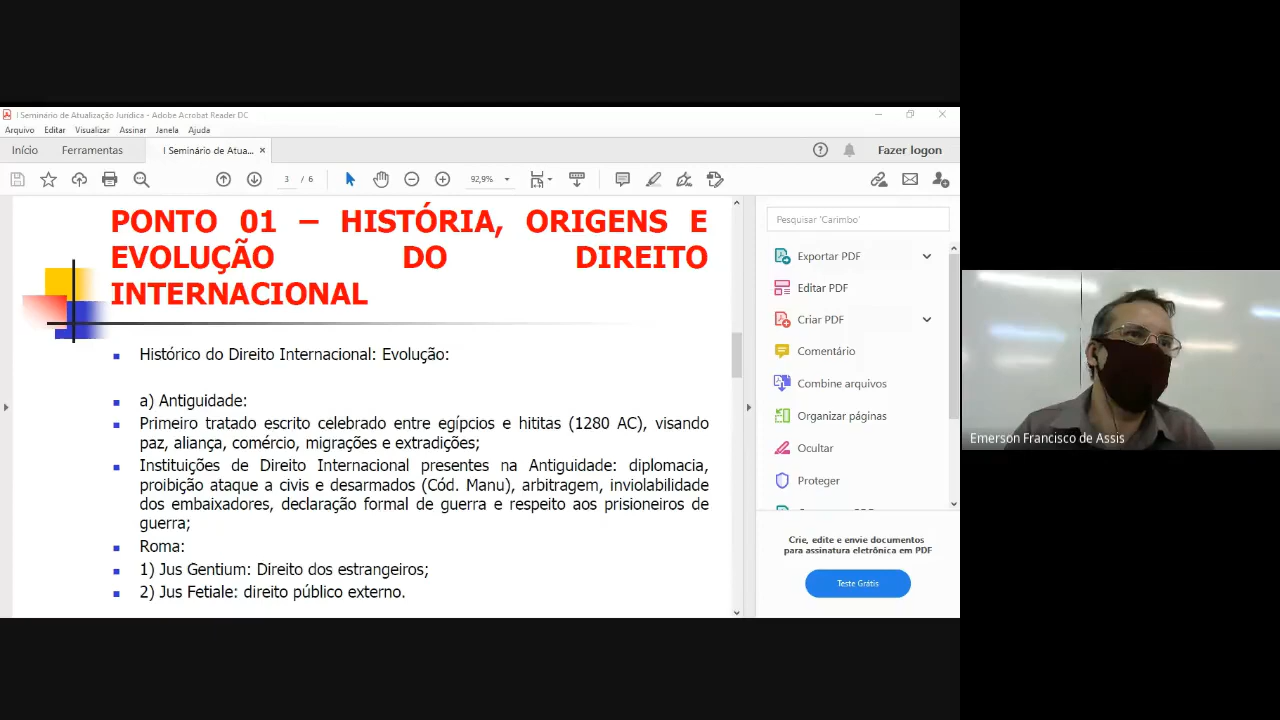 I Seminário de Atualização Jurídica - Adobe Acrobat Reader DC
Arquivo Editar Visualizar Assinar Janela Ajuda
Início Ferramentas I Seminário de Atua... × Fazer logon
3 / 6 92,9%
PONTO 01 – HISTÓRIA, ORIGENS E
EVOLUÇÃO DO DIREITO
INTERNACIONAL
Histórico do Direito Internacional: Evolução:
a) Antiguidade:
Primeiro tratado escrito celebrado entre egípcios e hititas (1280 AC), visando
paz, aliança, comércio, migrações e extradições;
Instituições de Direito Internacional presentes na Antiguidade: diplomacia,
proibição ataque a civis e desarmados (Cód. Manu), arbitragem, inviolabilidade
dos embaixadores, declaração formal de guerra e respeito aos prisioneiros de
guerra;
Roma:
1) Jus Gentium: Direito dos estrangeiros;
2) Jus Fetiale: direito público externo.
Pesquisar 'Carimbo'
Exportar PDF
Editar PDF
Criar PDF
Comentário
Combine arquivos
Organizar páginas
Ocultar
Proteger
Crie, edite e envie documentos
para assinatura eletrônica em PDF
Teste Grátis
Emerson Francisco de Assis